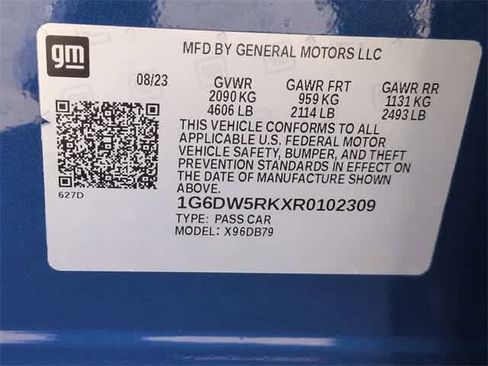 gm
MFD BY GENERAL MOTORS LLC
08/23 GVWR GAWR FRT GAWR RR
2090 KG 959 KG 1131 KG
4606 LB 2114 LB 2493 LB
THIS VEHICLE CONFORMS TO ALL
APPLICABLE U.S. FEDERAL MOTOR
VEHICLE SAFETY, BUMPER, AND THEFT
PREVENTION STANDARDS IN EFFECT ON
THE DATE OF MANUFACTURE SHOWN
ABOVE.
627D
1G6DW5RKXR0102309
TYPE: PASS CAR
MODEL: X96DB79